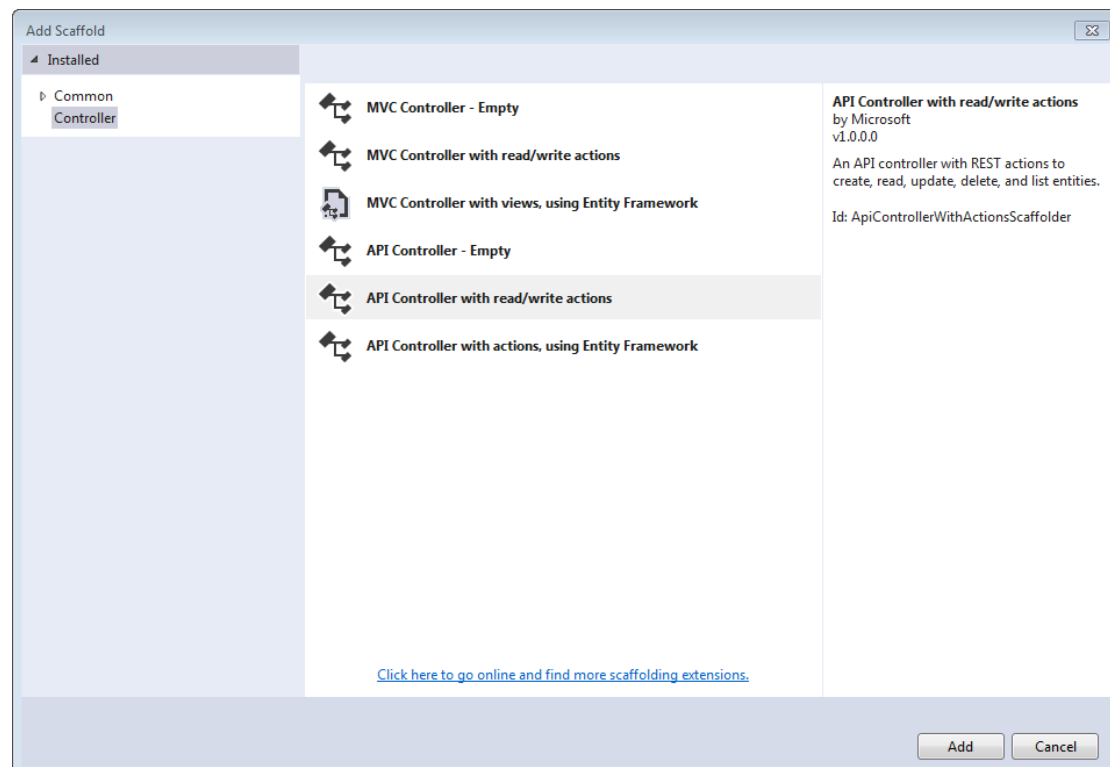 Add Scaffold
Installed
Common
Controller
MVC Controller - Empty
MVC Controller with read/write actions
MVC Controller with views, using Entity Framework
API Controller - Empty
API Controller with read/write actions
API Controller with actions, using Entity Framework
Click here to go online and find more scaffolding extensions.
API Controller with read/write actions
by Microsoft
v1.0.0.0
An API controller with REST actions to
create, read, update, delete, and list entities.
Id: ApiControllerWithActionsScaffolder
Add
Cancel